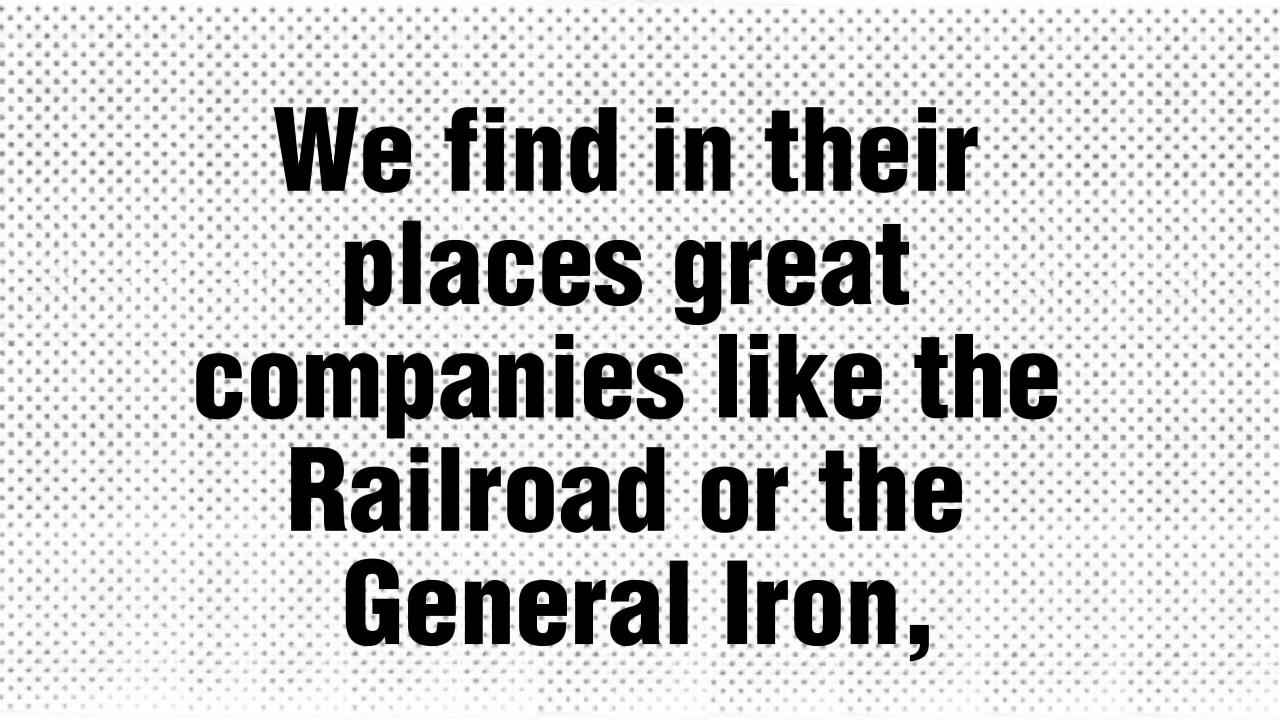 We find in their
places great
companies like the
Railroad or the
General Iron,